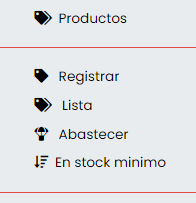 Productos
Registrar
Lista
Abastecer
En stock minimo